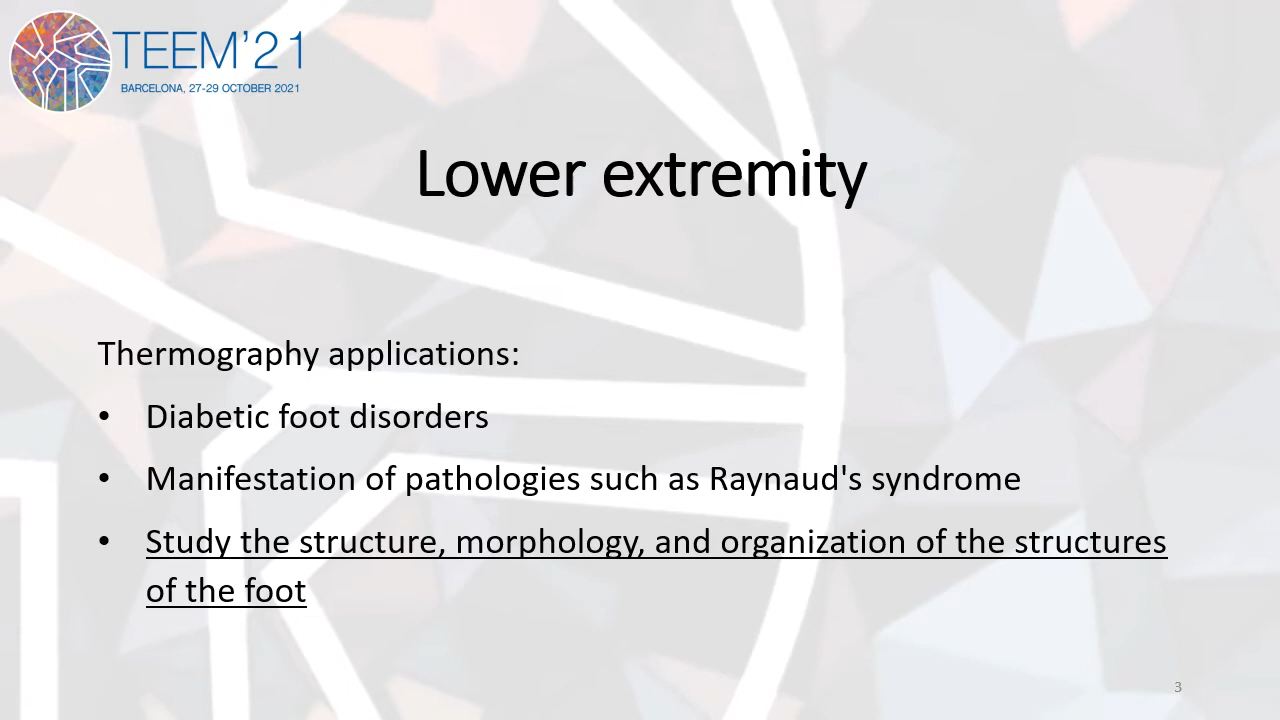 TEEM’21
BARCELONA, 27-29 OCTOBER 2021
Lower extremity
Thermography applications:
• Diabetic foot disorders
• Manifestation of pathologies such as Raynaud's syndrome
• Study the structure, morphology, and organization of the structures
of the foot
3